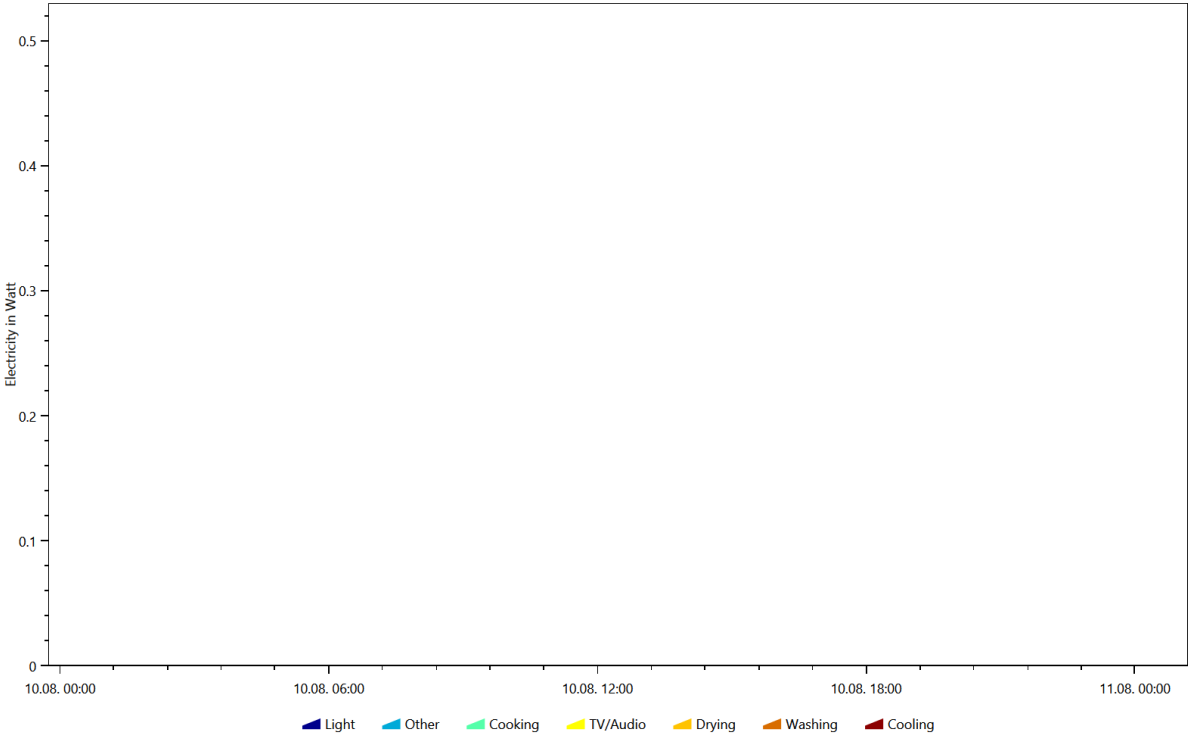 0.5
0.4
0.3
0.2
0.1
0
Electricity in Watt
10.08. 00:00 10.08. 06:00 10.08. 12:00 10.08. 18:00 11.08. 00:00
Light Other Cooking TV/Audio Drying Washing Cooling